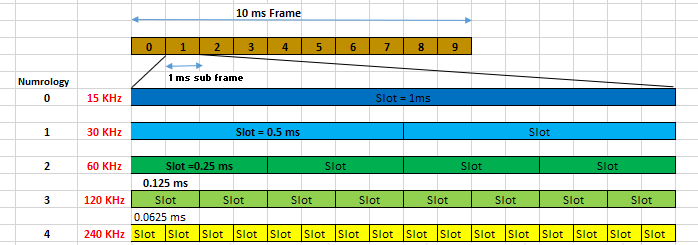 10 ms Frame
0 1 2 3 4 5 6 7 8 9
1 ms sub frame
Numrology
0 15 KHz Slot = 1ms
1 30 KHz Slot = 0.5 ms Slot
2 60 KHz Slot =0.25 ms Slot Slot Slot
0.125 ms
3 120 KHz Slot Slot Slot Slot Slot Slot Slot Slot
0.0625 ms
4 240 KHz Slot Slot Slot Slot Slot Slot Slot Slot Slot Slot Slot Slot Slot Slot Slot Slot